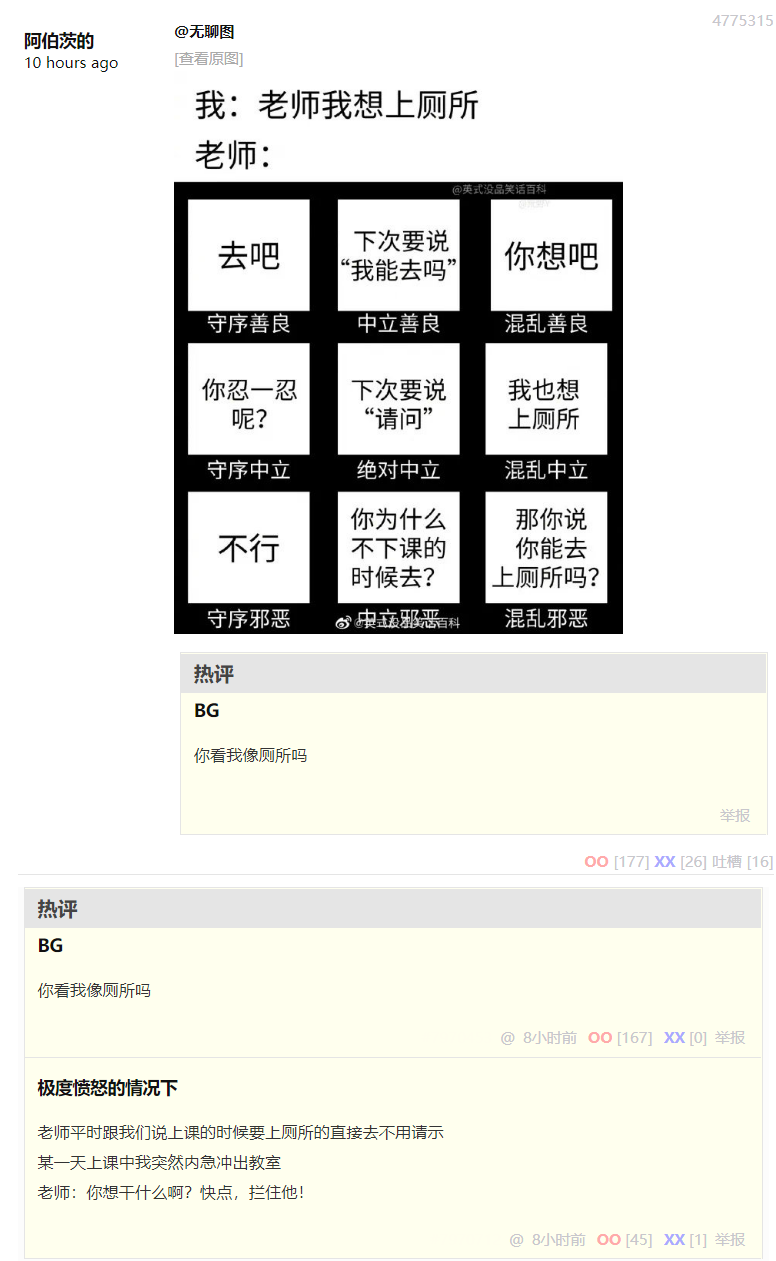 4775315
阿伯茨的
10 hours ago
@无聊图
[查看原图]
我：老师我想上厕所
老师：
@英式没品笑话百科
去吧
守序善良
下次要说
“我能去吗”
中立善良
你想吧
混乱善良
你忍一忍
呢？
守序中立
下次要说
“请问”
绝对中立
我也想
上厕所
混乱中立
不行
守序邪恶
你为什么
不下课的
时候去？
中立邪恶
@英式没品笑话百科
那你说
你能去
上厕所吗？
混乱邪恶
热评
BG
你看我像厕所吗
举报
OO [177] XX [26] 吐槽 [16]
热评
BG
你看我像厕所吗
@ 8小时前 OO [167] XX [0] 举报
极度愤怒的情况下
老师平时跟我们说上课的时候要上厕所的直接去不用请示
某一天上课中我突然内急冲出教室
老师：你想干什么啊？快点，拦住他！
@ 8小时前 OO [45] XX [1] 举报